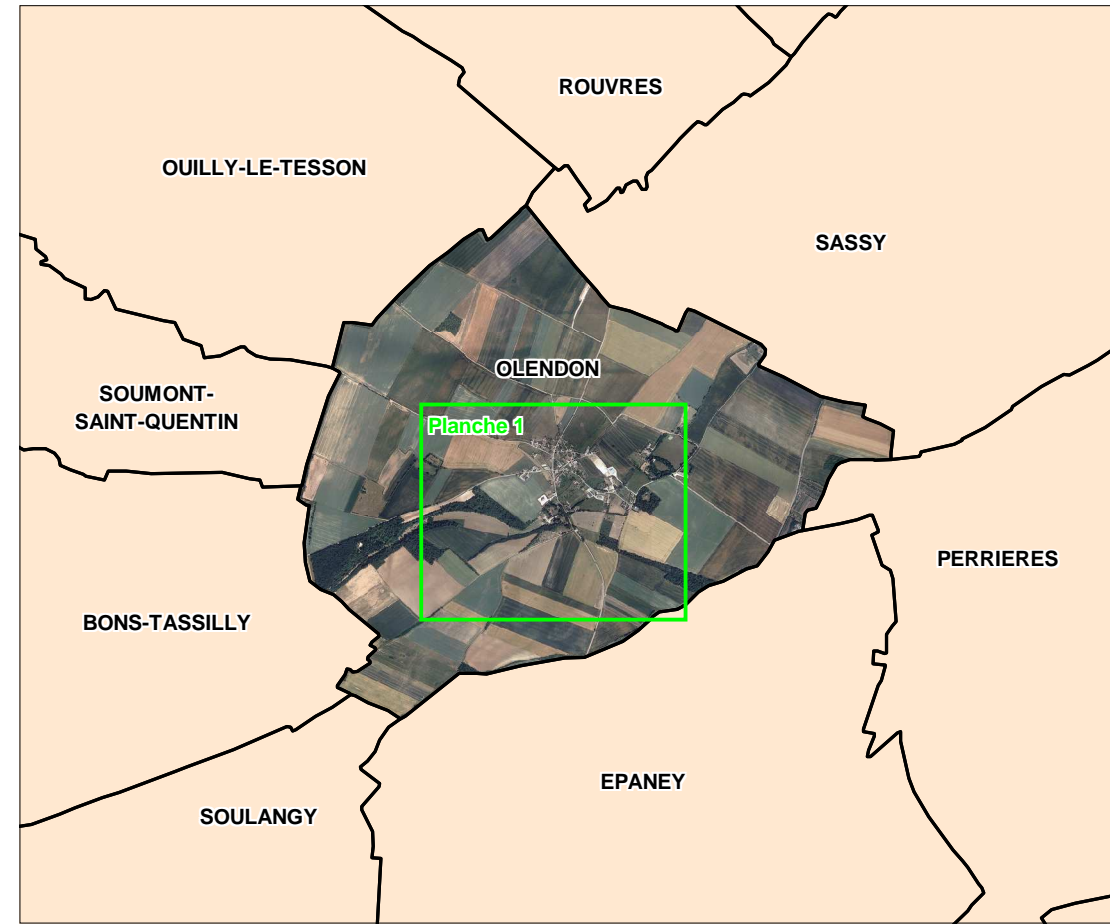 ROUVRES
OUILLY-LE-TESSON
SASSY
OLENDON
SOUMONT-
SAINT-QUENTIN
Planche 1
PERRIERES
BONS-TASSILLY
EPANEY
SOULANGY